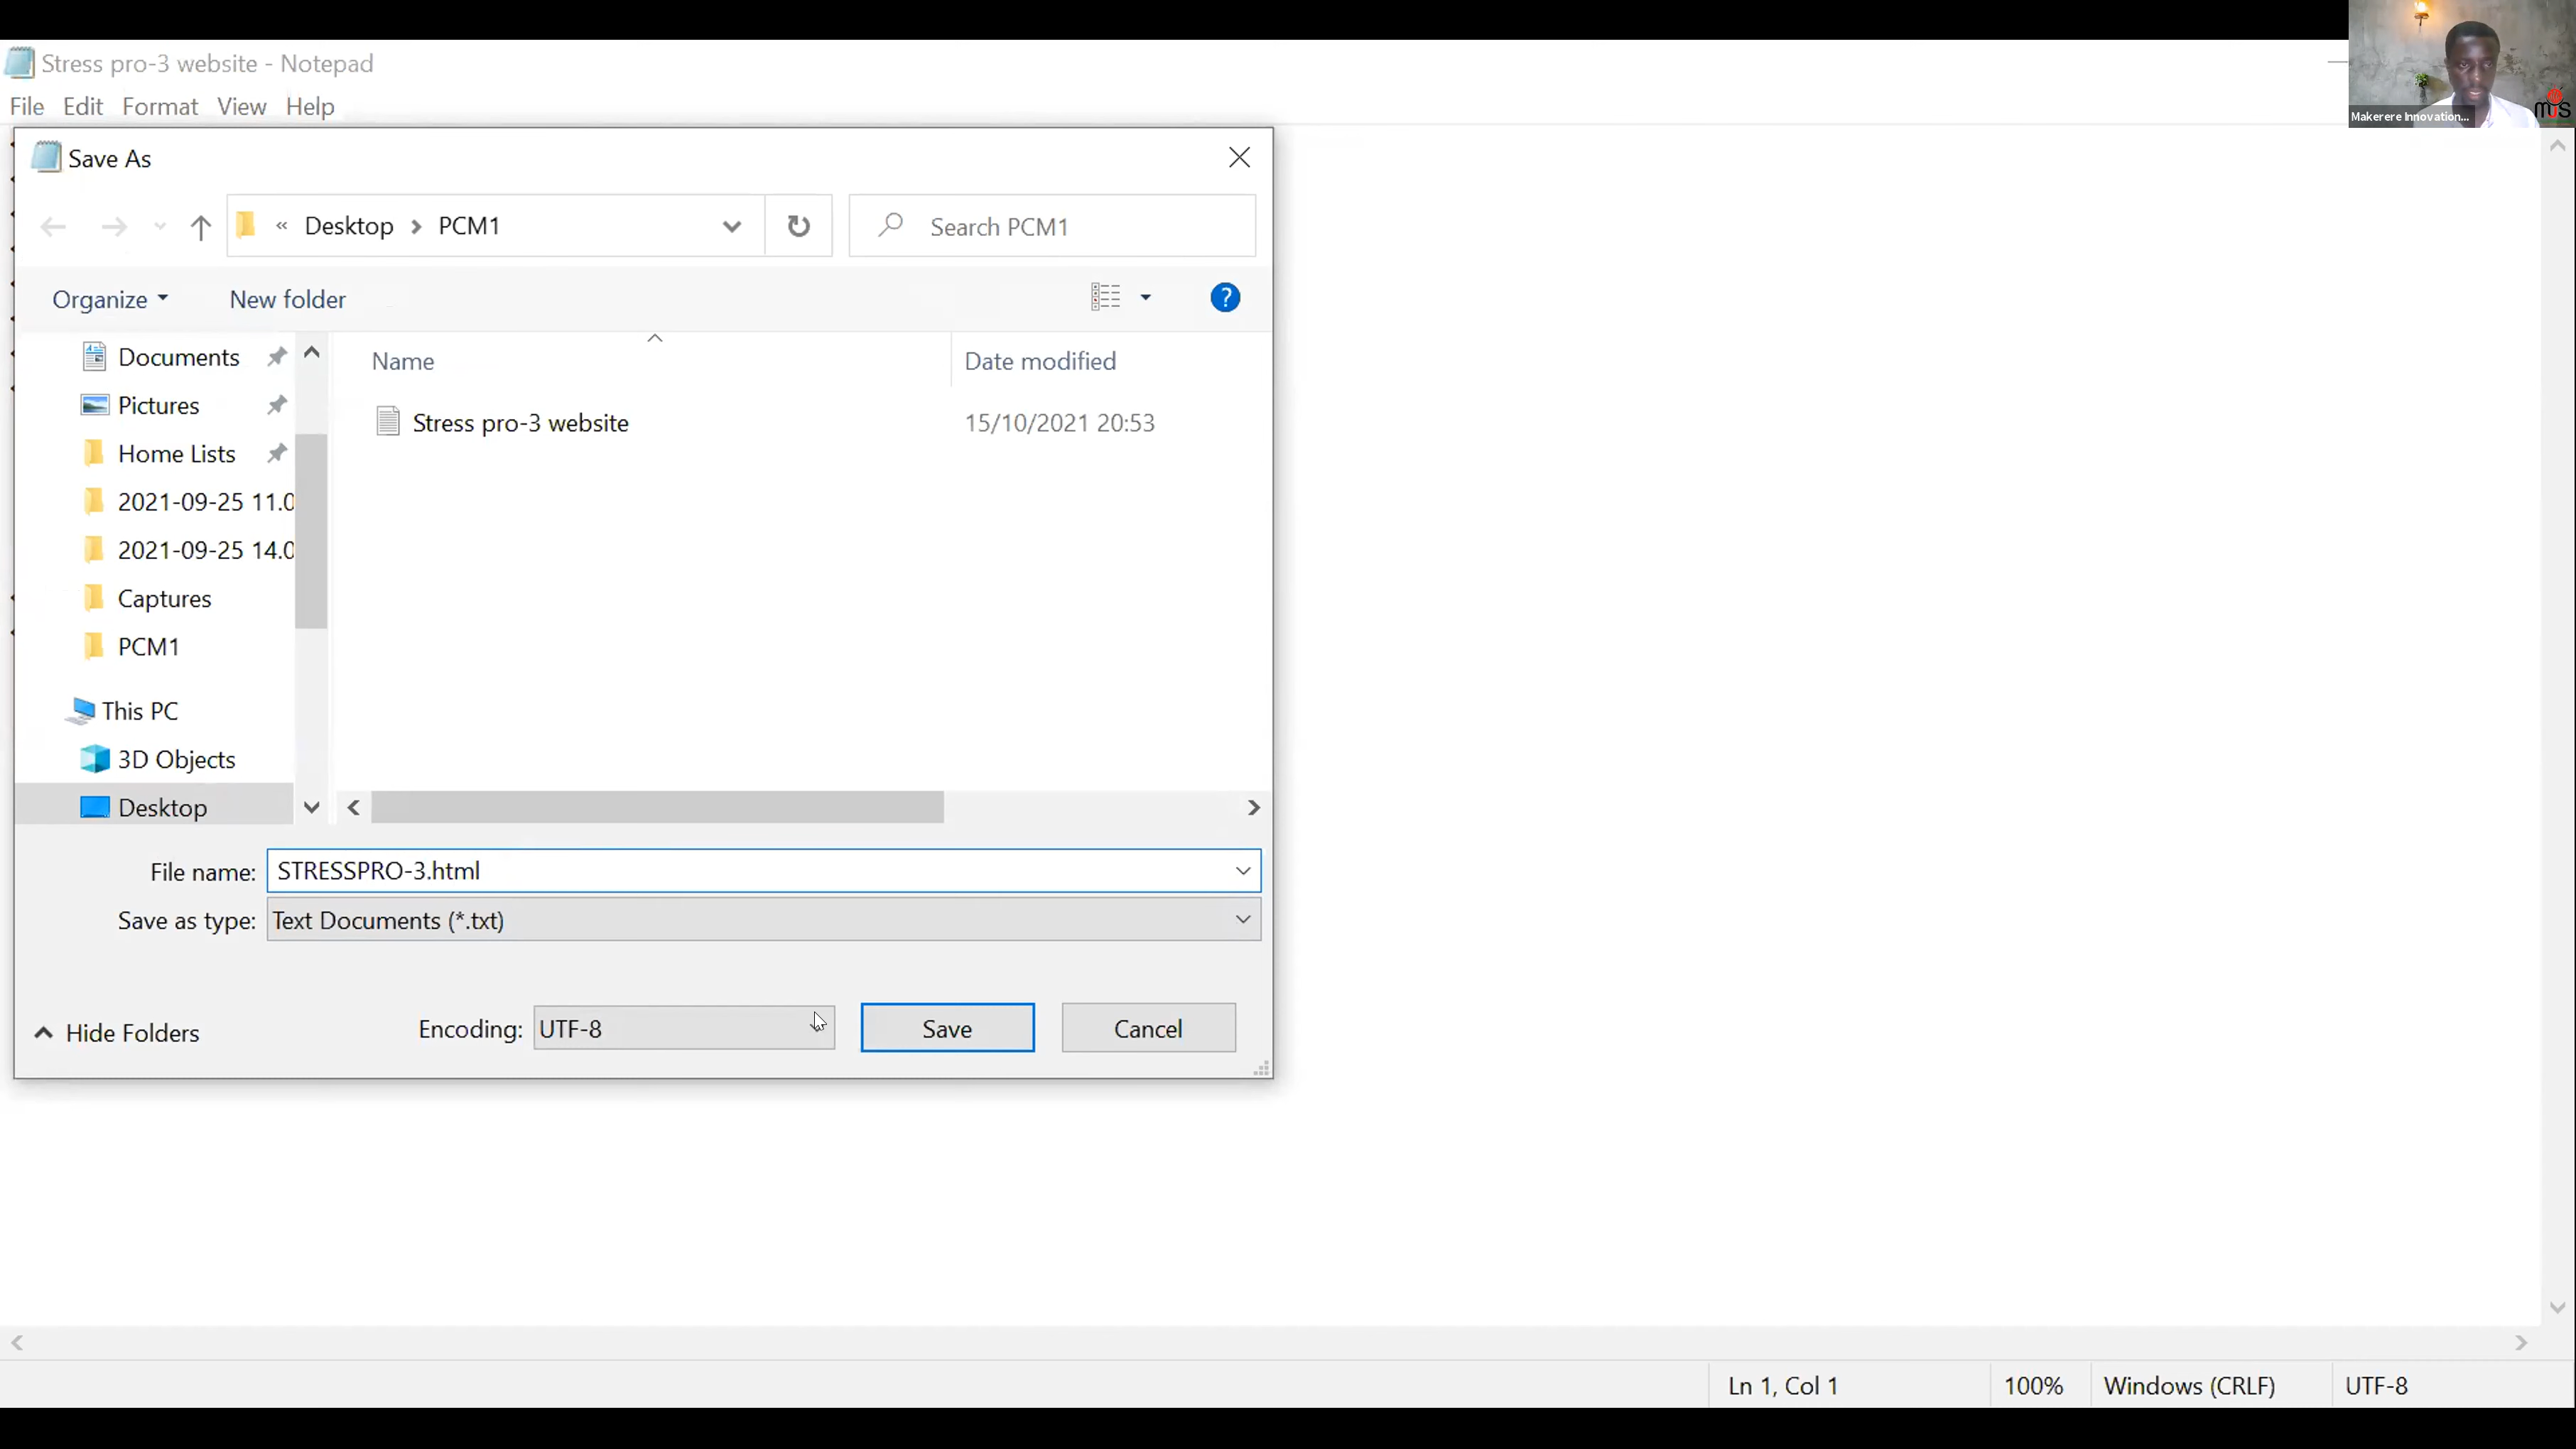 Stress pro-3 website - Notepad
File Edit Format View Help
Makerere Innovation...
mis
Save As
« Desktop > PCM1
Search PCM1
Organize
New folder
Documents
Pictures
Home Lists
2021-09-25 11.0
2021-09-25 14.0
Captures
PCM1
This PC
3D Objects
Desktop
Name
Date modified
Stress pro-3 website
15/10/2021 20:53
File name: STRESSPRO-3.html
Save as type: Text Documents (*.txt)
Hide Folders
Encoding: UTF-8
Save
Cancel
Ln 1, Col 1
100%
Windows (CRLF)
UTF-8